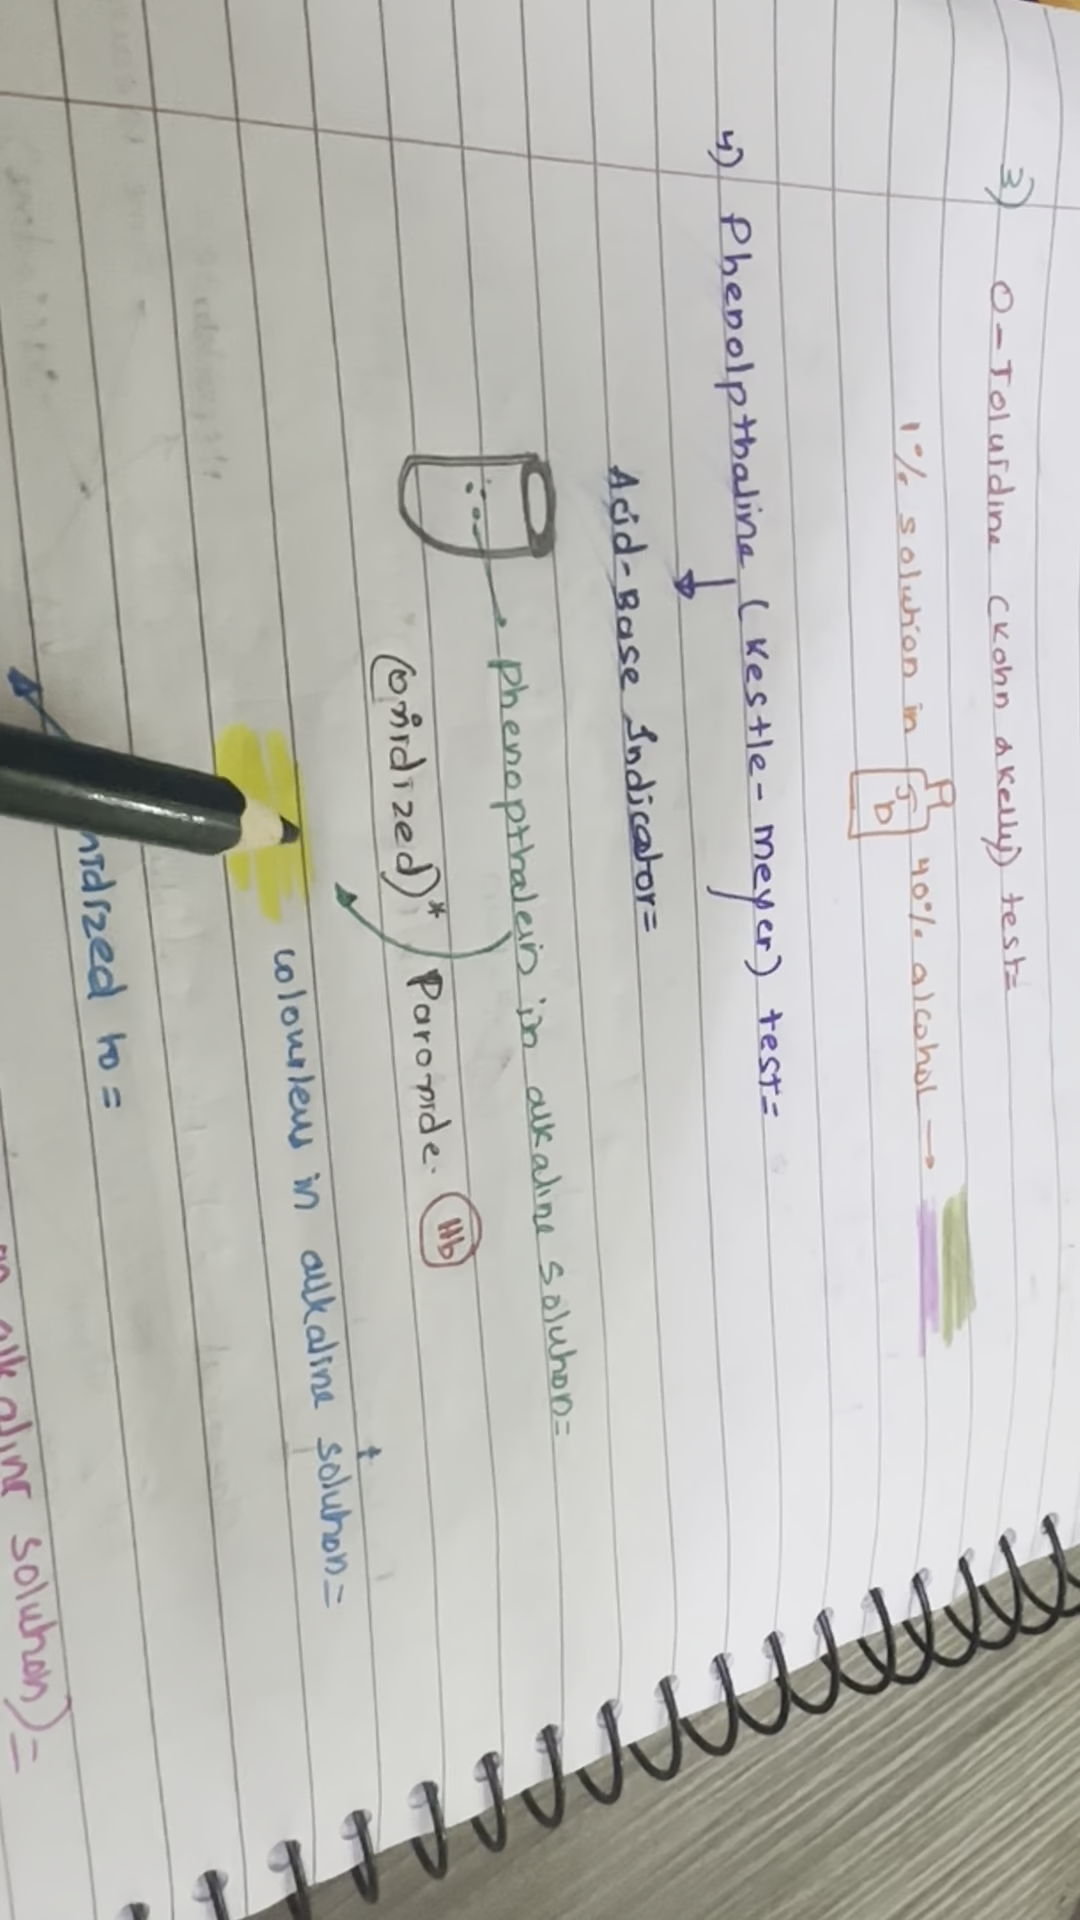 3) O-Toluidine (Kohn & Kelly) test=
1% solution in 40% alcohol →
4) Phenolpthaline (Kestle-meyer) test=
Acid-Base Indicator=
phenopthalein in alkaline solution=
(oxidized)* Paroxide. Hb
colourless in alkaline solution=
oxidized to =
alkaline solution)=